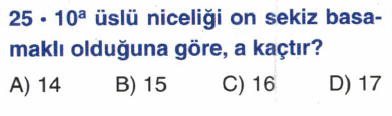 25 • 10ᵃ üslü niceliği on sekiz basa-
maklı olduğuna göre, a kaçtır?
A) 14 B) 15 C) 16 D) 17